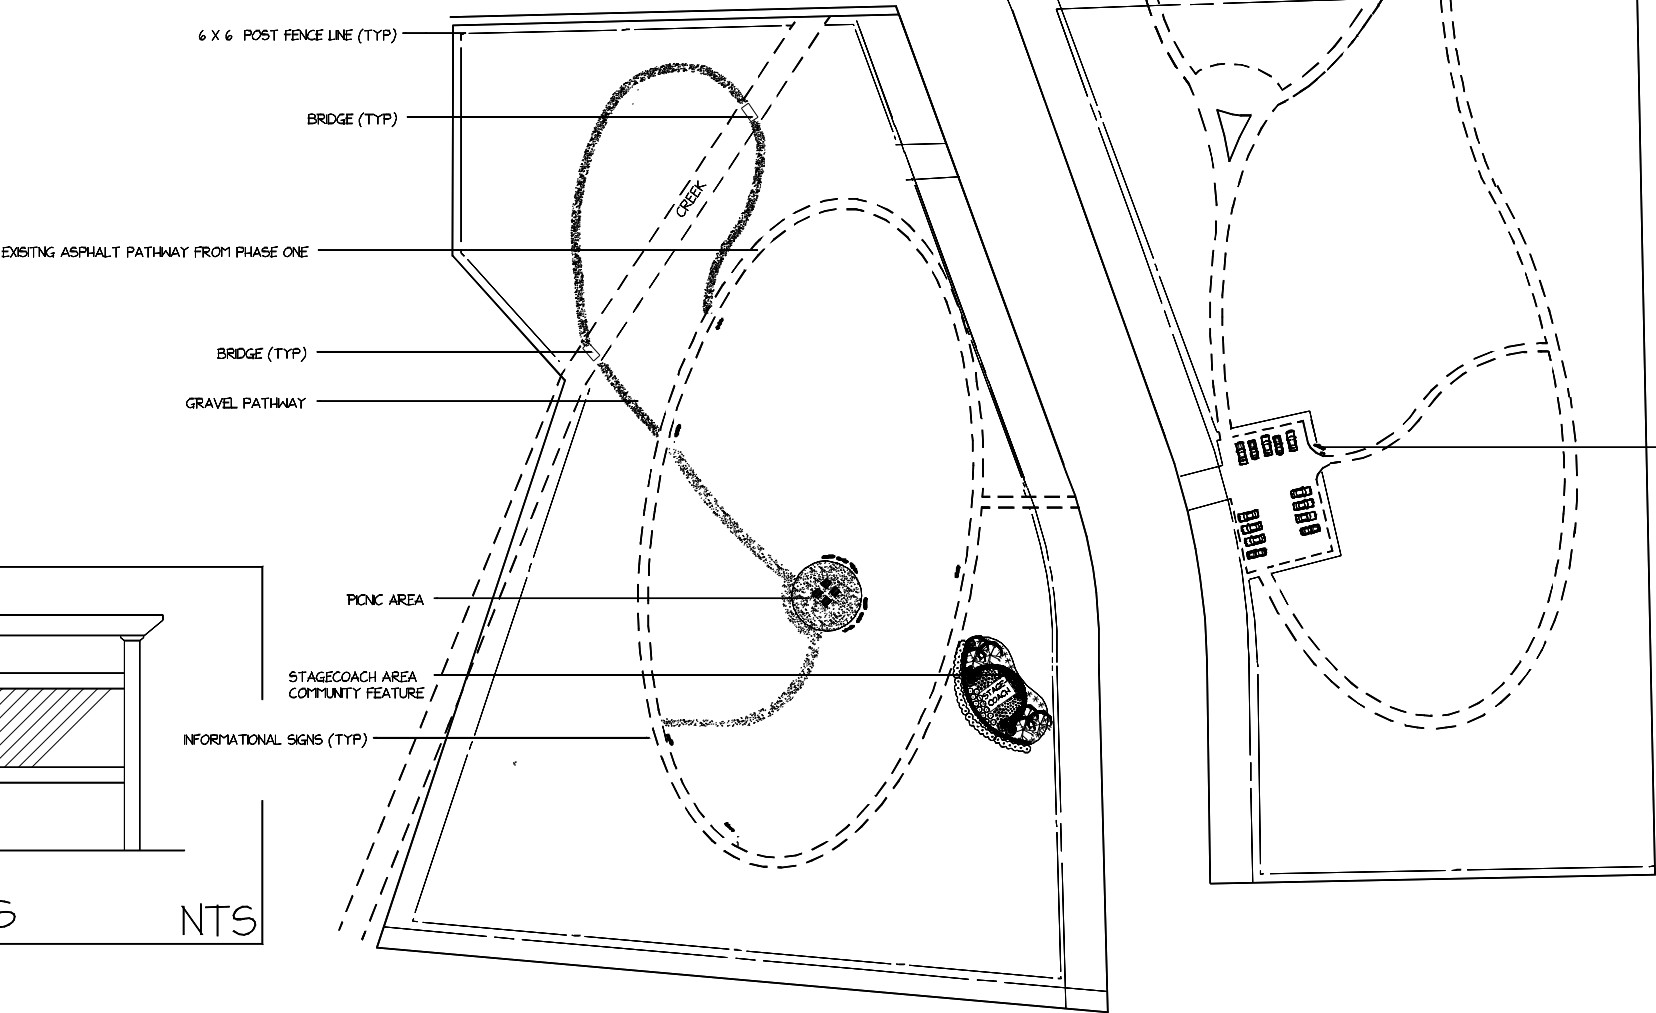 6 X 6 POST FENCE LINE (TYP)
BRIDGE (TYP)
CREEK
EXISITNG ASPHALT PATHWAY FROM PHASE ONE
BRIDGE (TYP)
GRAVEL PATHWAY
PICNIC AREA
STAGECOACH AREA
COMMUNITY FEATURE
STAGE
COACH
INFORMATIONAL SIGNS (TYP)
S
NTS